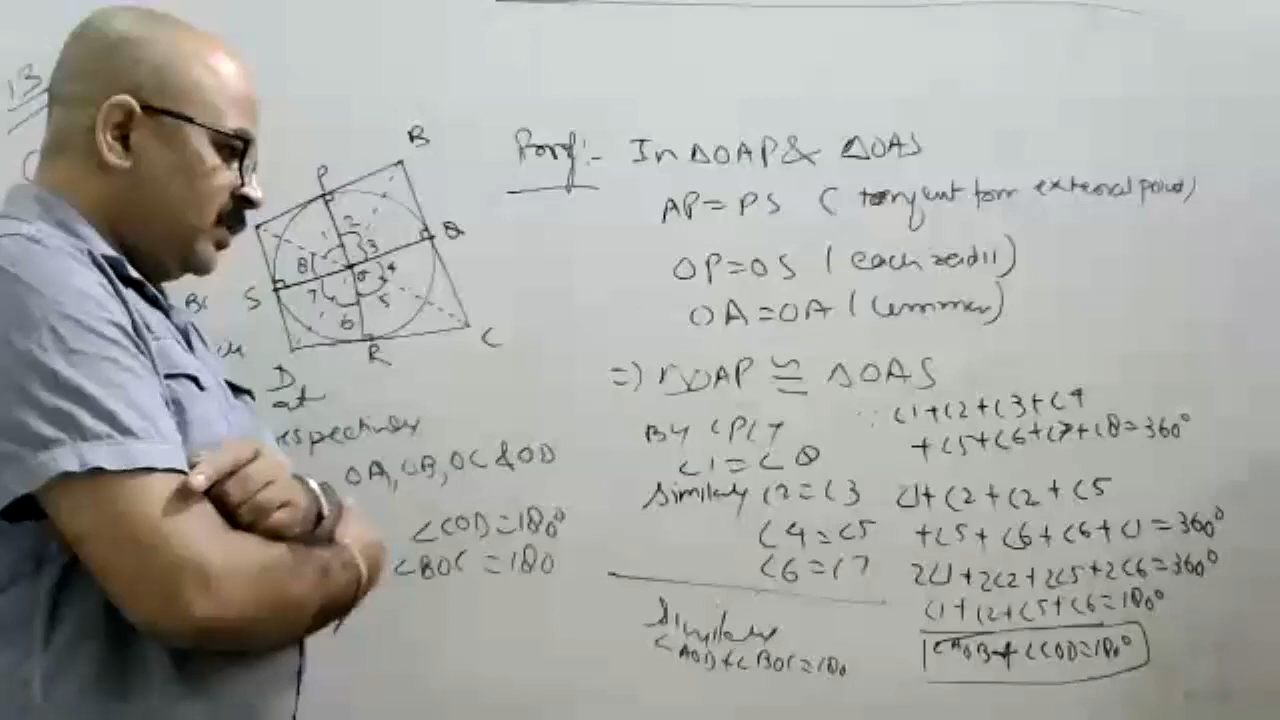 13
P
B
Q
C
R
D
S
1 2
3
4
5
6
7
8
at
espectively
OA, OB, OC & OD
∠COD = 180°
∠BOC = 180
Proof :- In ΔOAP & ΔOAS
AP = PS ( tangent form external point)
OP = OS ( each radii)
OA = OA ( common)
=) ΔOAP ≅ ΔOAS
By CPCT
∠1 = ∠8
Similarly ∠2 = ∠3
∠4 = ∠5
∠6 = ∠7
Similarly
∠AOD + ∠BOC = 180
∵ ∠1 + ∠2 + ∠3 + ∠4
+ ∠5 + ∠6 + ∠7 + ∠8 = 360°
∠1 + ∠2 + ∠2 + ∠5
+ ∠5 + ∠6 + ∠6 + ∠1 = 360°
2∠1 + 2∠2 + 2∠5 + 2∠6 = 360°
∠1 + ∠2 + ∠5 + ∠6 = 180°
∠AOB + ∠COD = 180°